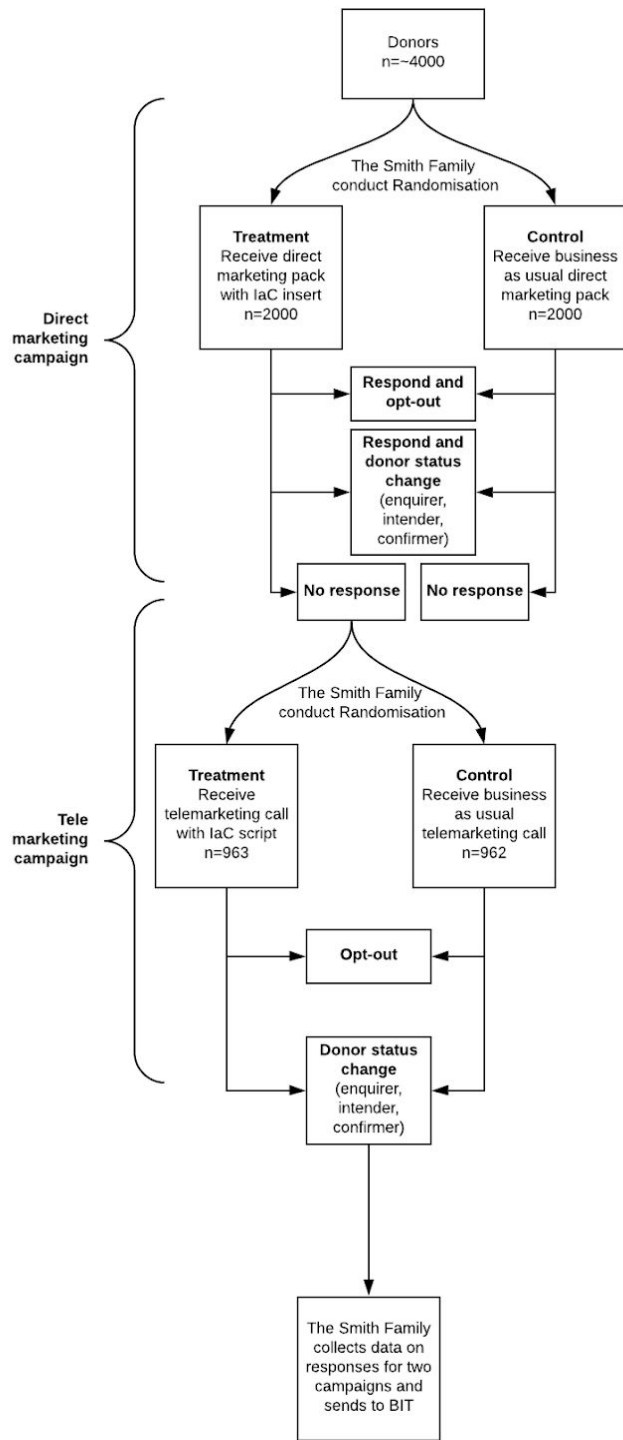 Donors
n=~4000
The Smith Family
conduct Randomisation
Treatment
Receive direct
marketing pack
with IaC insert
n=2000
Control
Receive business
as usual direct
marketing pack
n=2000
Direct
marketing
campaign
Respond and
opt-out
Respond and
donor status
change
(enquirer,
intender,
confirmer)
No response
No response
The Smith Family
conduct Randomisation
Treatment
Receive
telemarketing call
with IaC script
n=963
Control
Receive business
as usual
telemarketing call
n=962
Tele
marketing
campaign
Opt-out
Donor status
change
(enquirer,
intender,
confirmer)
The Smith Family
collects data on
responses for two
campaigns and
sends to BIT